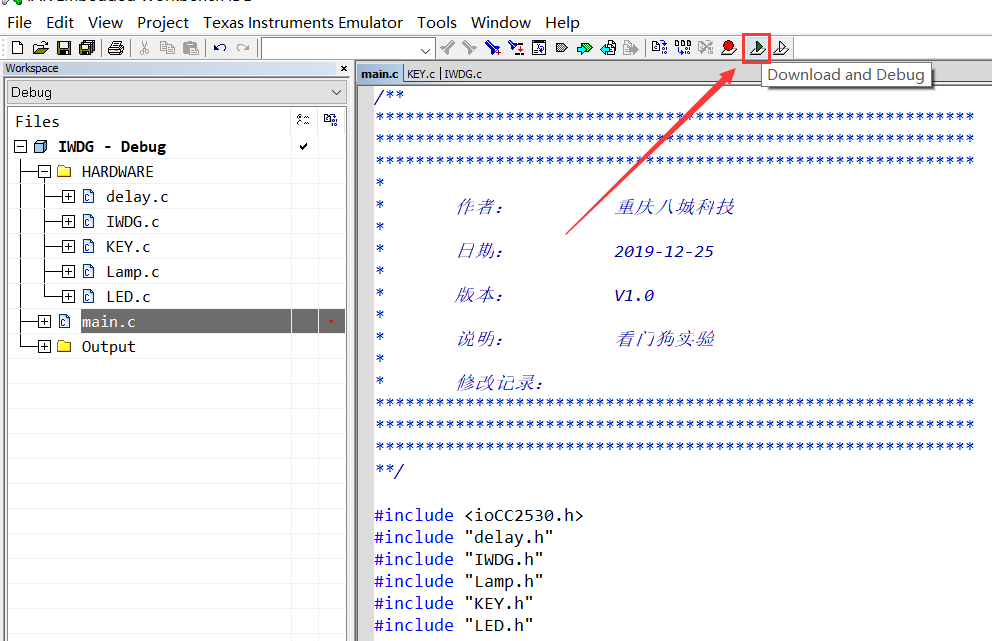 File Edit View Project Texas Instruments Emulator Tools Window Help
Workspace
Debug
Files
IWDG - Debug
HARDWARE
delay.c
IWDG.c
KEY.c
Lamp.c
LED.c
main.c
Output
main.c KEY.c IWDG.c
Download and Debug
/**
************************************************************
************************************************************
************************************************************
*
* 作者: 重庆八城科技
*
* 日期: 2019-12-25
*
* 版本: V1.0
*
* 说明: 看门狗实验
*
* 修改记录:
************************************************************
************************************************************
************************************************************
**/
#include <ioCC2530.h>
#include "delay.h"
#include "IWDG.h"
#include "Lamp.h"
#include "KEY.h"
#include "LED.h"